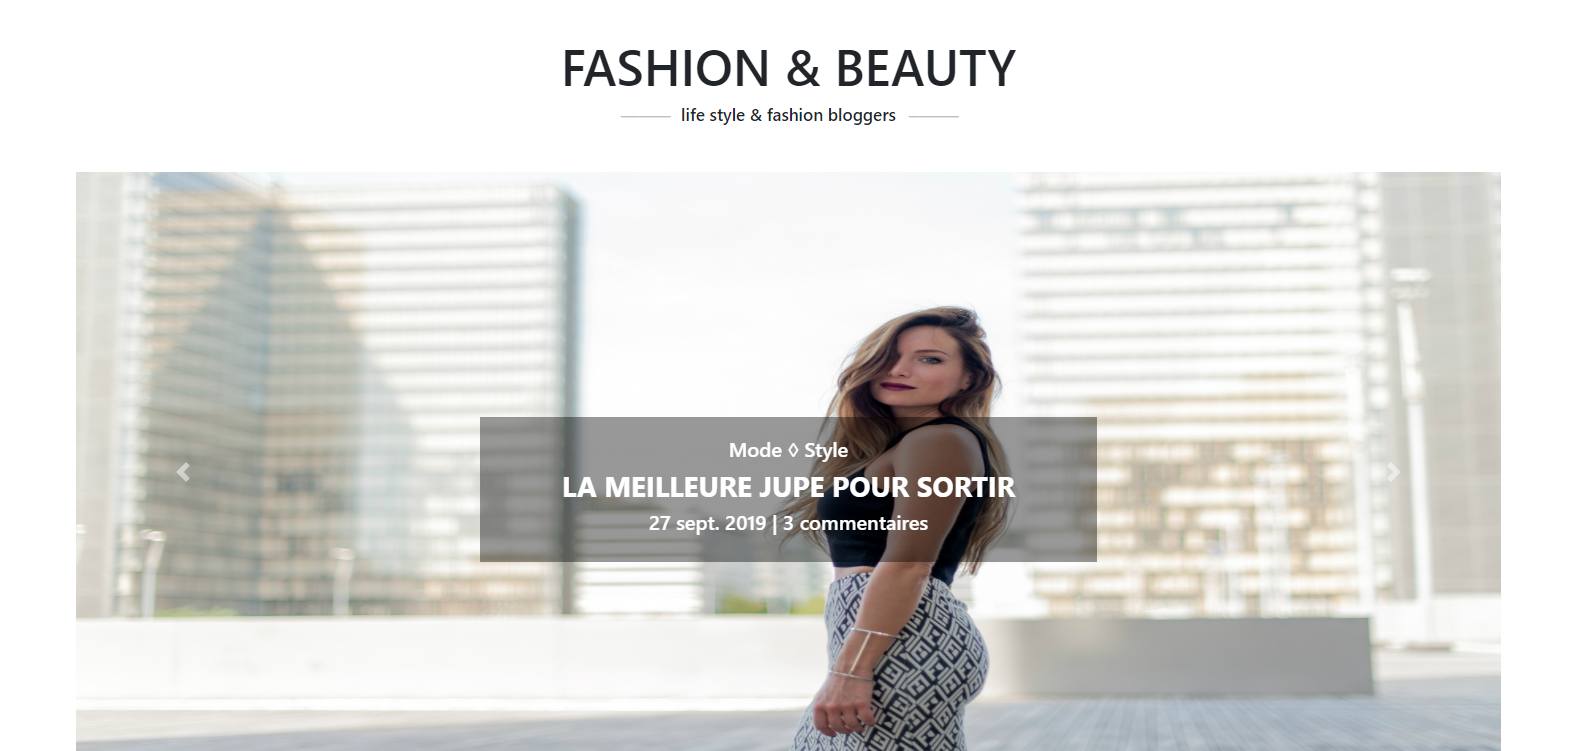 FASHION & BEAUTY
life style & fashion bloggers
Mode ◊ Style
LA MEILLEURE JUPE POUR SORTIR
27 sept. 2019 | 3 commentaires